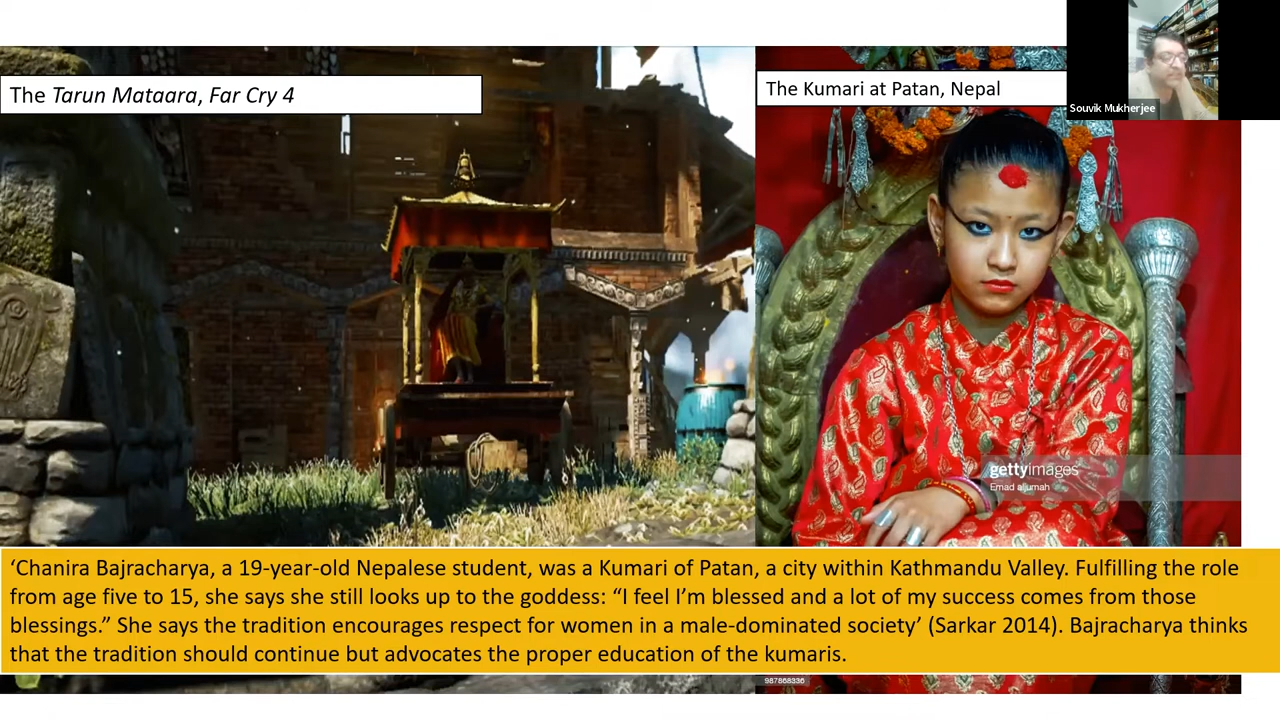 The Tarun Mataara, Far Cry 4
The Kumari at Patan, Nepal
Souvik Mukherjee
gettyimages
Emad aljumah
‘Chanira Bajracharya, a 19-year-old Nepalese student, was a Kumari of Patan, a city within Kathmandu Valley. Fulfilling the role
from age five to 15, she says she still looks up to the goddess: “I feel I’m blessed and a lot of my success comes from those
blessings.” She says the tradition encourages respect for women in a male-dominated society’ (Sarkar 2014). Bajracharya thinks
that the tradition should continue but advocates the proper education of the kumaris.
987868336